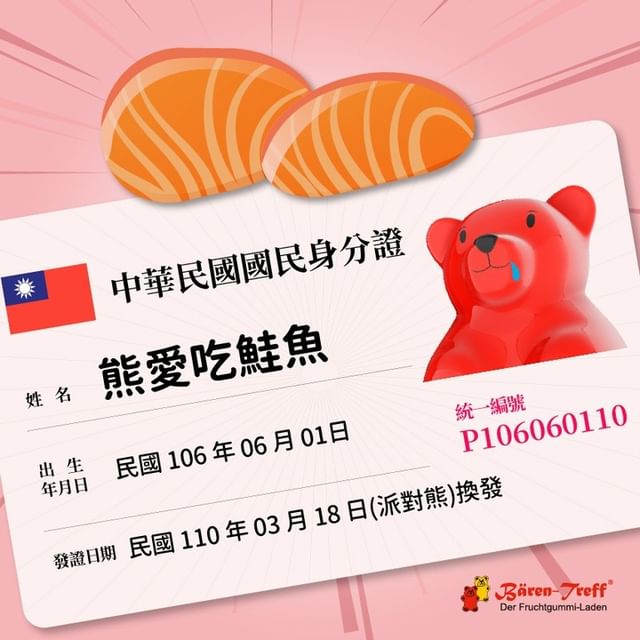 中華民國國民身分證
姓名 熊愛吃鮭魚
統一編號
P106060110
出生年月日 民國 106 年 06 月 01日
發證日期 民國 110 年 03 月 18 日(派對熊)換發
Bären-Treff®
Der Fruchtgummi-Laden